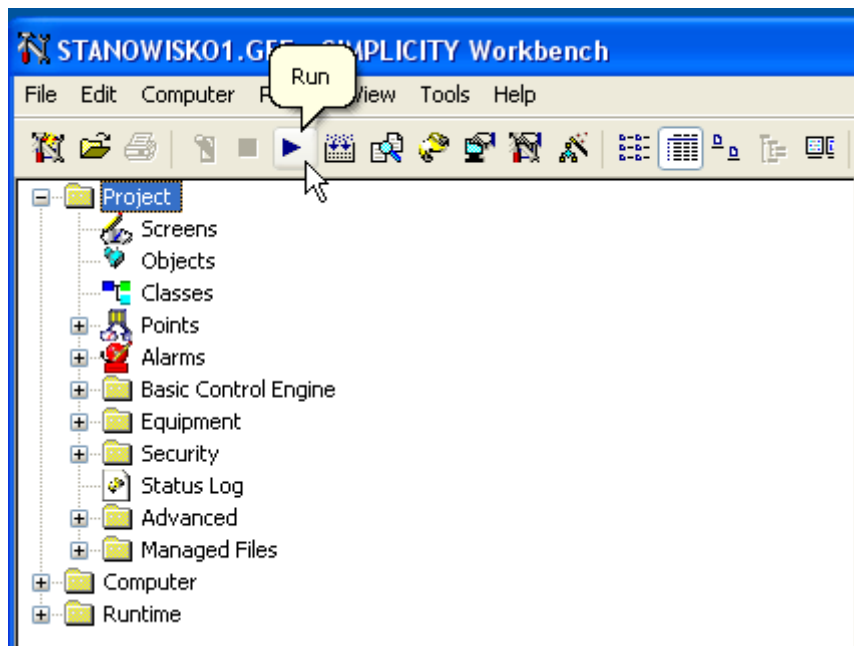 STANOWISKO1.GEF - CIMPLICITY Workbench
Run
File Edit Computer View Tools Help
Project
Screens
Objects
Classes
Points
Alarms
Basic Control Engine
Equipment
Security
Status Log
Advanced
Managed Files
Computer
Runtime